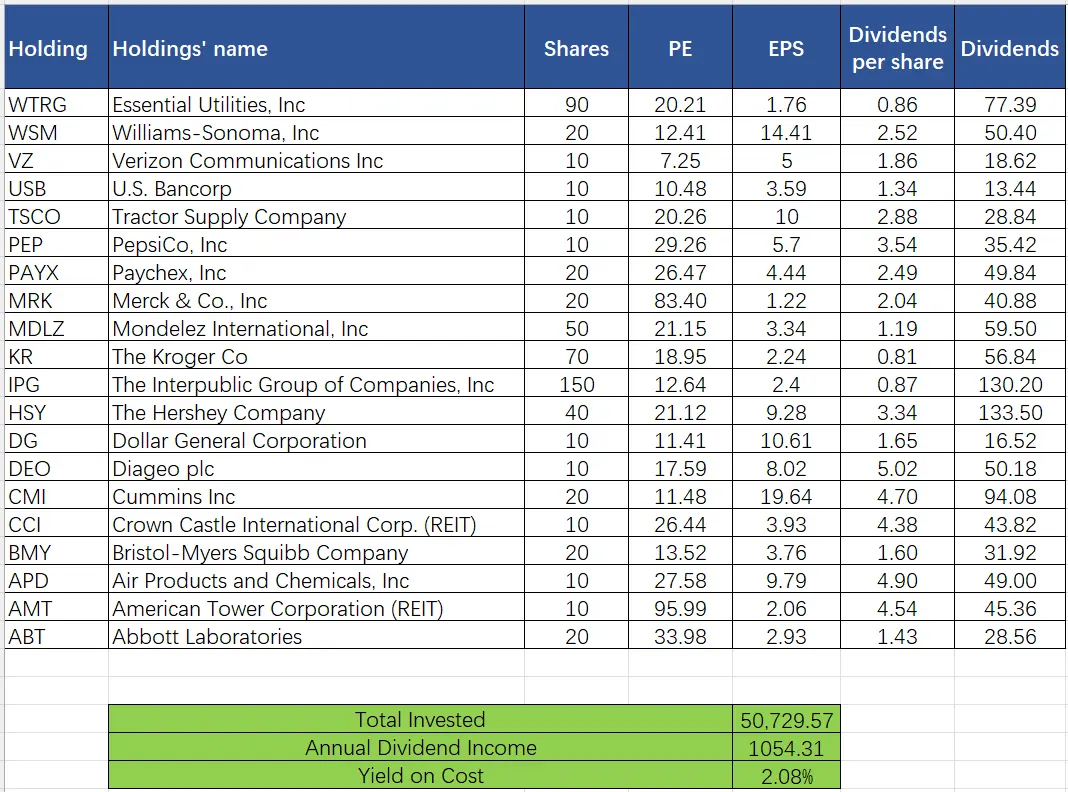 Holding Holdings' name Shares PE EPS Dividends per share Dividends
WTRG Essential Utilities, Inc 90 20.21 1.76 0.86 77.39
WSM Williams-Sonoma, Inc 20 12.41 14.41 2.52 50.40
VZ Verizon Communications Inc 10 7.25 5 1.86 18.62
USB U.S. Bancorp 10 10.48 3.59 1.34 13.44
TSCO Tractor Supply Company 10 20.26 10 2.88 28.84
PEP PepsiCo, Inc 10 29.26 5.7 3.54 35.42
PAYX Paychex, Inc 20 26.47 4.44 2.49 49.84
MRK Merck & Co., Inc 20 83.40 1.22 2.04 40.88
MDLZ Mondelez International, Inc 50 21.15 3.34 1.19 59.50
KR The Kroger Co 70 18.95 2.24 0.81 56.84
IPG The Interpublic Group of Companies, Inc 150 12.64 2.4 0.87 130.20
HSY The Hershey Company 40 21.12 9.28 3.34 133.50
DG Dollar General Corporation 10 11.41 10.61 1.65 16.52
DEO Diageo plc 10 17.59 8.02 5.02 50.18
CMI Cummins Inc 20 11.48 19.64 4.70 94.08
CCI Crown Castle International Corp. (REIT) 10 26.44 3.93 4.38 43.82
BMY Bristol-Myers Squibb Company 20 13.52 3.76 1.60 31.92
APD Air Products and Chemicals, Inc 10 27.58 9.79 4.90 49.00
AMT American Tower Corporation (REIT) 10 95.99 2.06 4.54 45.36
ABT Abbott Laboratories 20 33.98 2.93 1.43 28.56
Total Invested 50,729.57
Annual Dividend Income 1054.31
Yield on Cost 2.08%